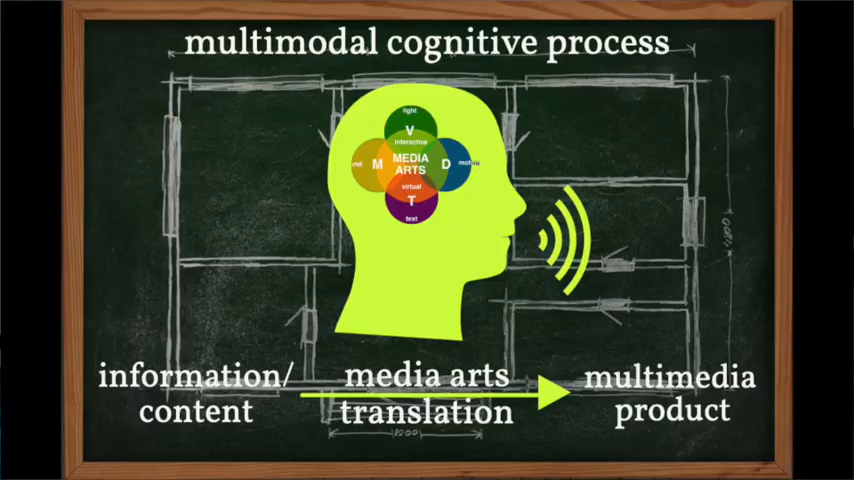 multimodal cognitive process
light
V
interactive
M
MEDIA
ARTS
D
virtual
T
text
information/
content
media arts
translation
multimedia
product